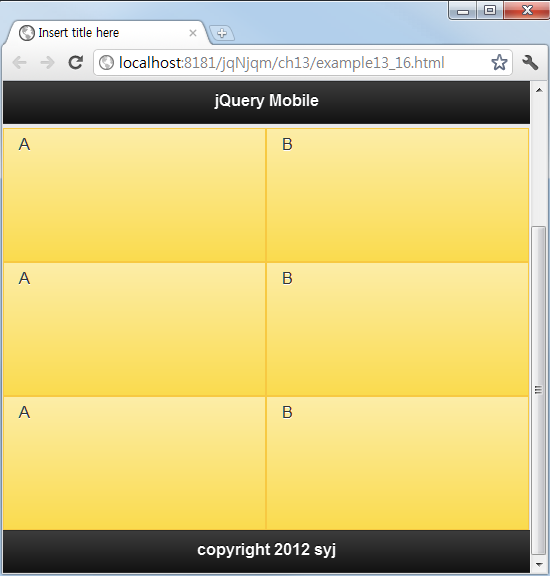 Insert title here
localhost:8181/jqNjqm/ch13/example13_16.html
jQuery Mobile
A B
A B
A B
copyright 2012 syj